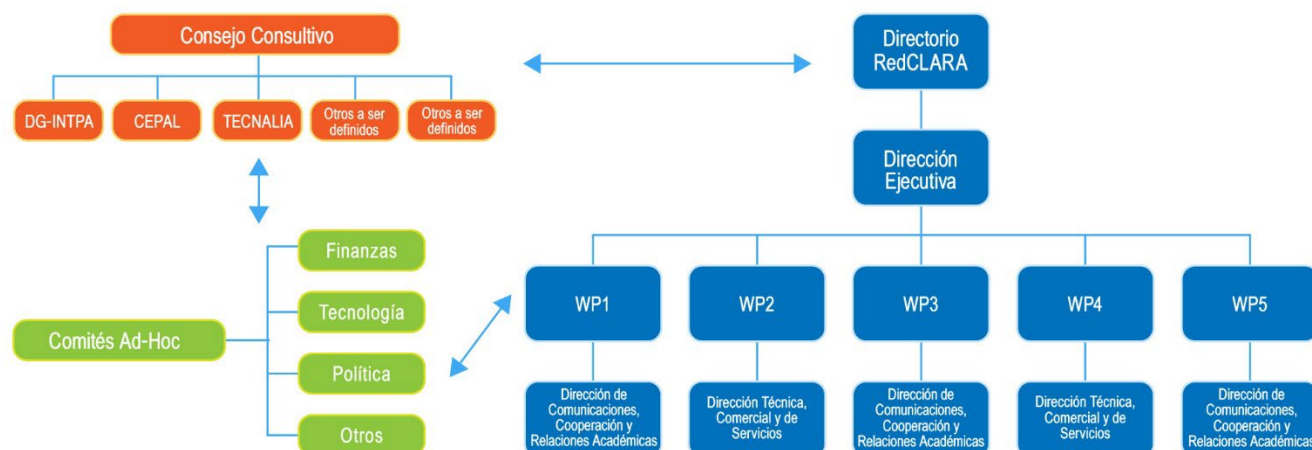 Consejo Consultivo
DG-INTPA
CEPAL
TECNALIA
Otros a ser
definidos
Otros a ser
definidos
Directorio
RedCLARA
Dirección
Ejecutiva
Comités Ad-Hoc
Finanzas
Tecnología
Política
Otros
WP1
WP2
WP3
WP4
WP5
Dirección de
Comunicaciones,
Cooperación y
Relaciones Académicas
Dirección Técnica,
Comercial y de
Servicios
Dirección de
Comunicaciones,
Cooperación y
Relaciones Académicas
Dirección Técnica,
Comercial y de
Servicios
Dirección de
Comunicaciones,
Cooperación y
Relaciones Académicas